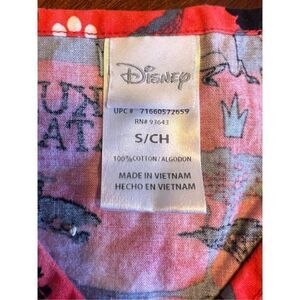 Disney
UPC # 71660572659
RN# 93643
S/CH
100% COTTON / ALGODON
MADE IN VIETNAM
HECHO EN VIETNAM